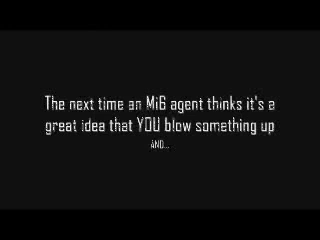 The next time an Mi6 agent thinks it's a
great idea that YOU blow something up
AND...